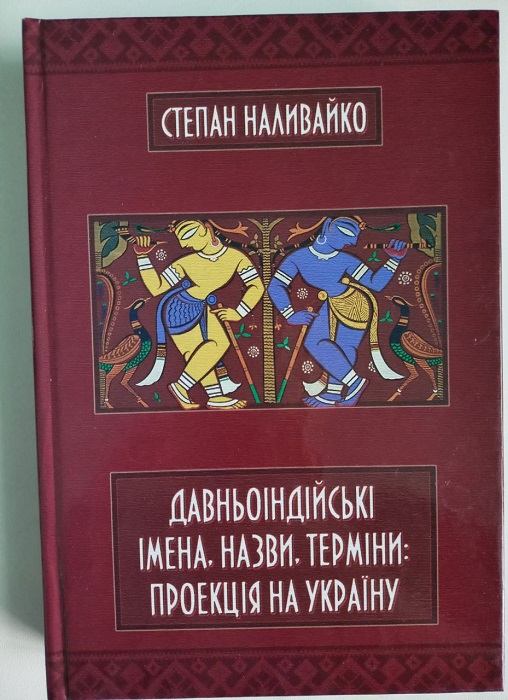 СТЕПАН НАЛИВАЙКО
ДАВНЬОІНДІЙСЬКІ
ІМЕНА, НАЗВИ, ТЕРМІНИ:
ПРОЕКЦІЯ НА УКРАЇНУ